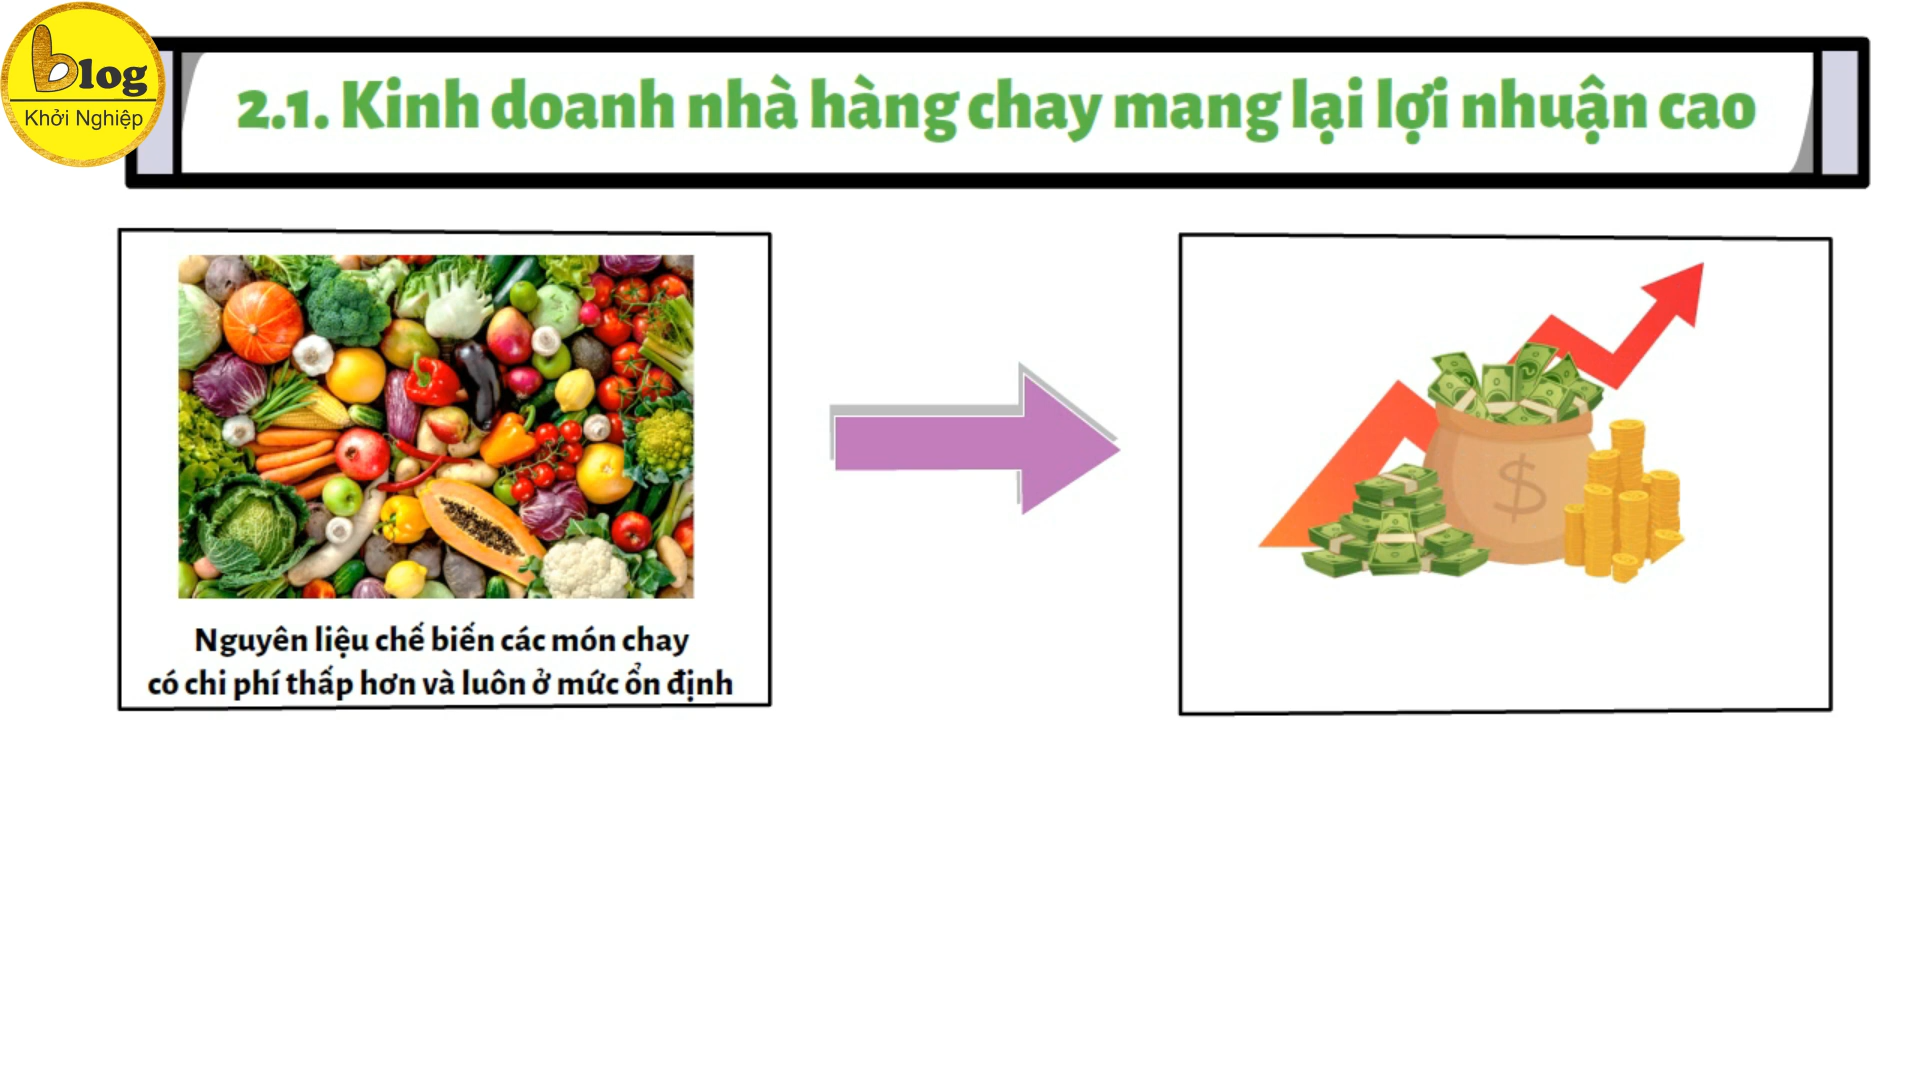 blog
Khởi Nghiệp
2.1. Kinh doanh nhà hàng chay mang lại lợi nhuận cao
Nguyên liệu chế biến các món chay
có chi phí thấp hơn và luôn ở mức ổn định
$